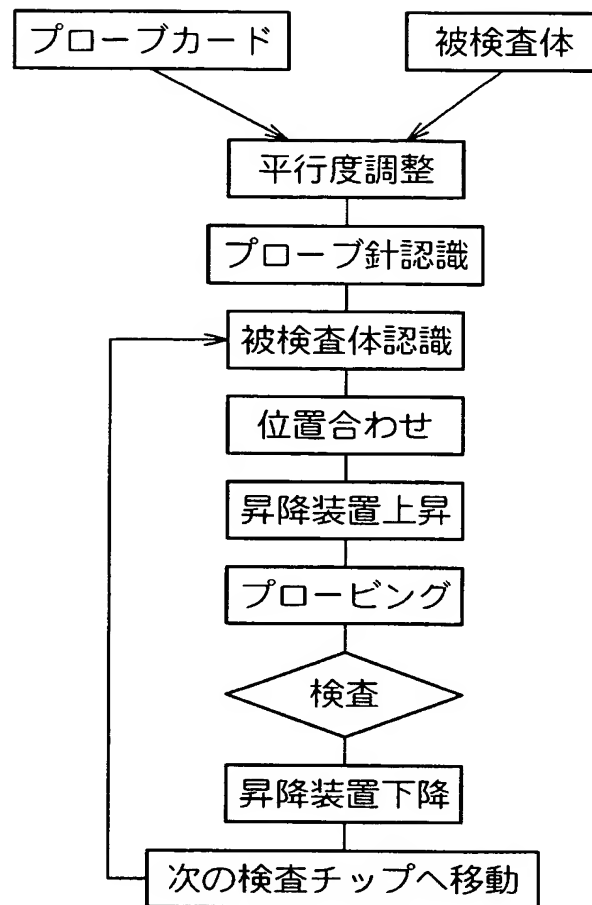 プローブカード
被検査体
平行度調整
プローブ針認識
被検査体認識
位置合わせ
昇降装置上昇
プロービング
検査
昇降装置下降
次の検査チップへ移動